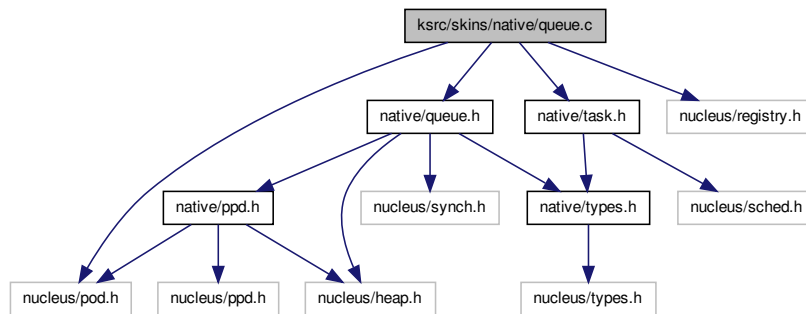 ksrc/skins/native/queue.c
native/queue.h
native/task.h
nucleus/registry.h
native/ppd.h
nucleus/synch.h
native/types.h
nucleus/sched.h
nucleus/pod.h
nucleus/ppd.h
nucleus/heap.h
nucleus/types.h